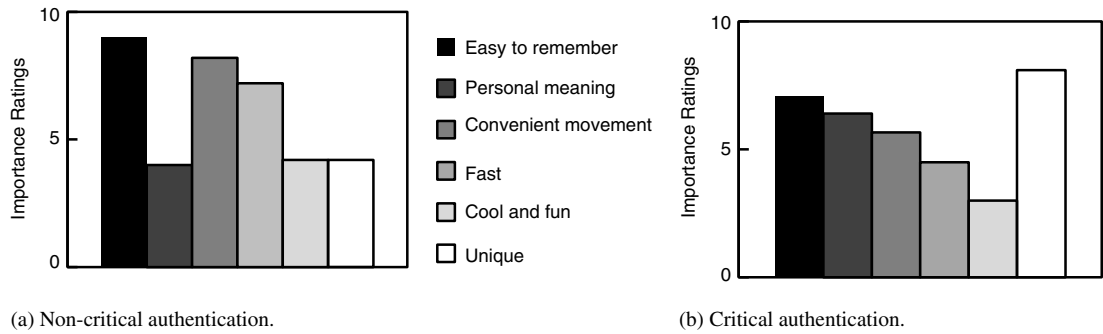 10
5
0
Importance Ratings
Easy to remember
Personal meaning
Convenient movement
Fast
Cool and fun
Unique
10
5
0
Importance Ratings
(a) Non-critical authentication.
(b) Critical authentication.